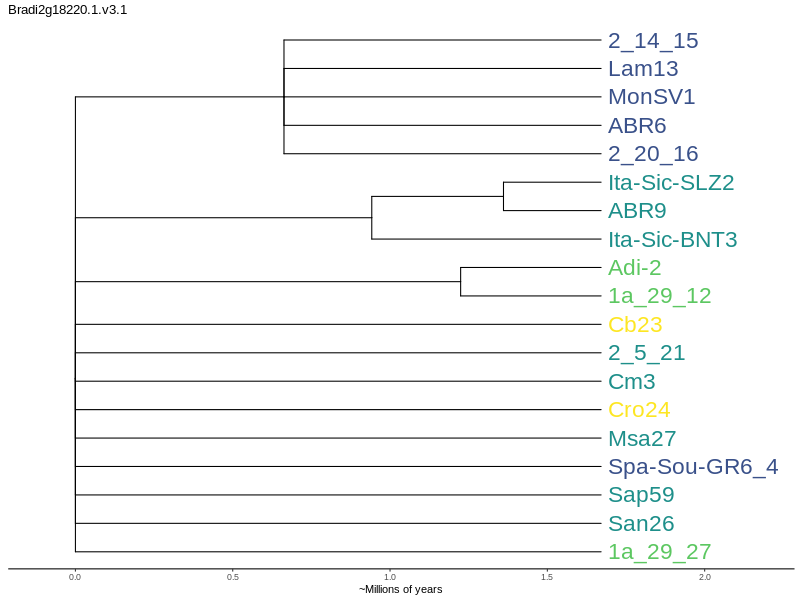 Bradi2g18220.1.v3.1
2_14_15
Lam13
MonSV1
ABR6
2_20_16
Ita-Sic-SLZ2
ABR9
Ita-Sic-BNT3
Adi-2
1a_29_12
Cb23
2_5_21
Cm3
Cro24
Msa27
Spa-Sou-GR6_4
Sap59
San26
1a_29_27
0.0 0.5 1.0 1.5 2.0
~Millions of years